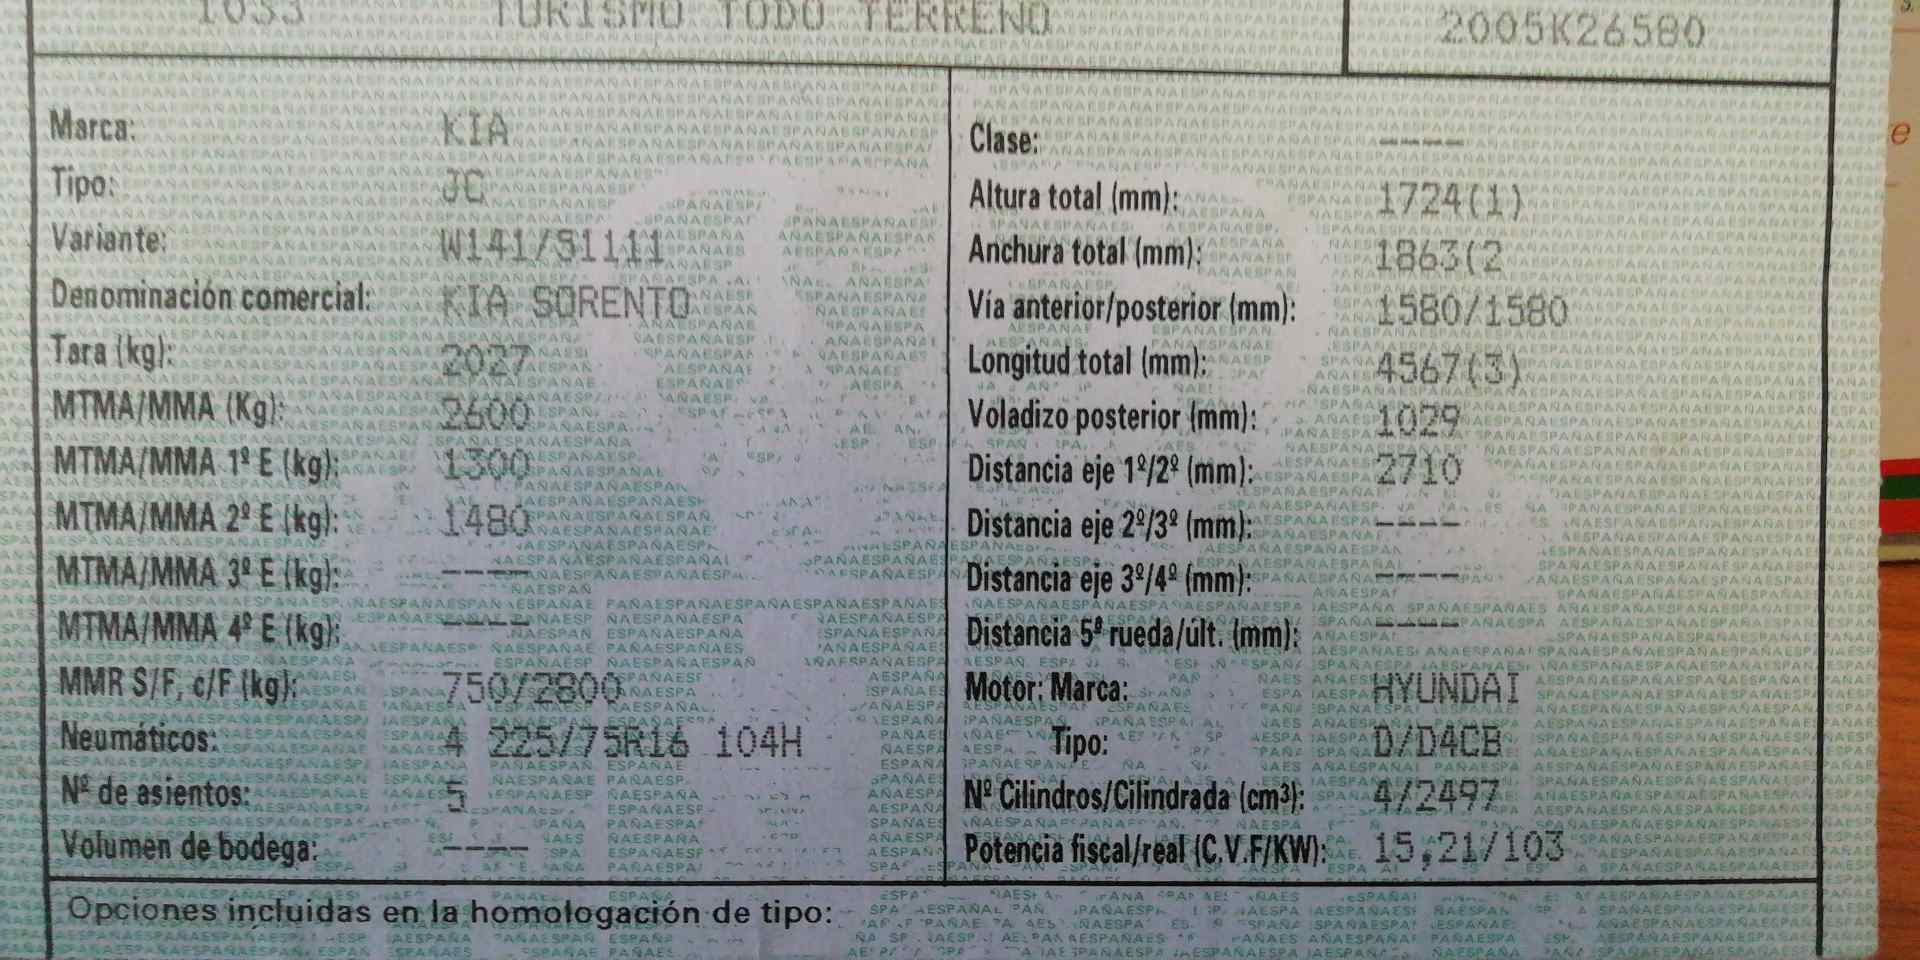 1033 TURISMO TODO TERRENO
2005K26580
Marca: KIA
Tipo: JC
Variante: W141/S1111
Denominación comercial: KIA SORENTO
Tara (kg): 2027
MTMA/MMA (Kg): 2600
MTMA/MMA 1º E (kg): 1300
MTMA/MMA 2º E (kg): 1480
MTMA/MMA 3º E (kg): ----
MTMA/MMA 4º E (kg): ----
MMR S/F, c/F (kg): 750/2800
Neumáticos: 4 225/75R16 104H
Nº de asientos: 5
Volumen de bodega: ----
Clase: ----
Altura total (mm): 1724(1)
Anchura total (mm): 1863(2
Vía anterior/posterior (mm): 1580/1580
Longitud total (mm): 4567(3)
Voladizo posterior (mm): 1029
Distancia eje 1º/2º (mm): 2710
Distancia eje 2º/3º (mm): ----
Distancia eje 3º/4º (mm): ----
Distancia 5ª rueda/últ. (mm): ----
Motor: Marca: HYUNDAI
Tipo: D/D4CB
Nº Cilindros/Cilindrada (cm³): 4/2497
Potencia fiscal/real (C.V.F/KW): 15,21/103
Opciones incluidas en la homologación de tipo: